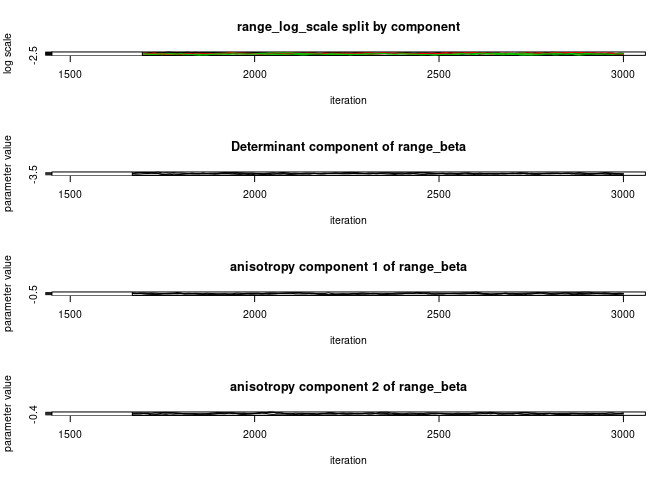 range_log_scale split by component
log scale
-2.5
1500 2000 2500 3000
iteration
Determinant component of range_beta
parameter value
-3.5
1500 2000 2500 3000
iteration
anisotropy component 1 of range_beta
parameter value
-0.5
1500 2000 2500 3000
iteration
anisotropy component 2 of range_beta
parameter value
-0.4
1500 2000 2500 3000
iteration